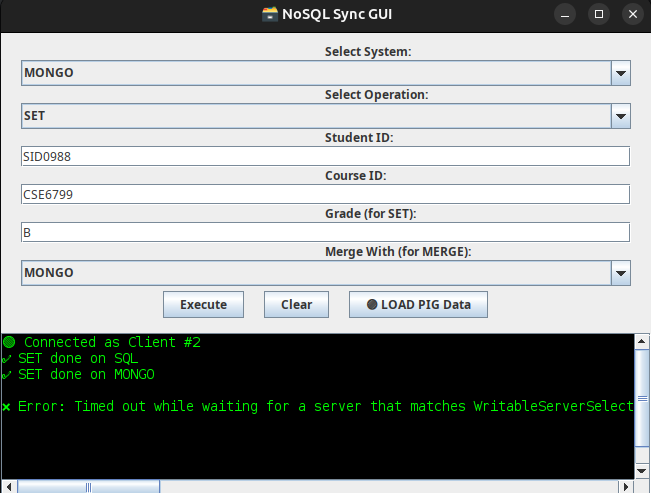 NoSQL Sync GUI
Select System:
MONGO
Select Operation:
SET
Student ID:
SID0988
Course ID:
CSE6799
Grade (for SET):
B
Merge With (for MERGE):
MONGO
Execute Clear LOAD PIG Data
Connected as Client #2
✔ SET done on SQL
✔ SET done on MONGO
✖ Error: Timed out while waiting for a server that matches WritableServerSelect